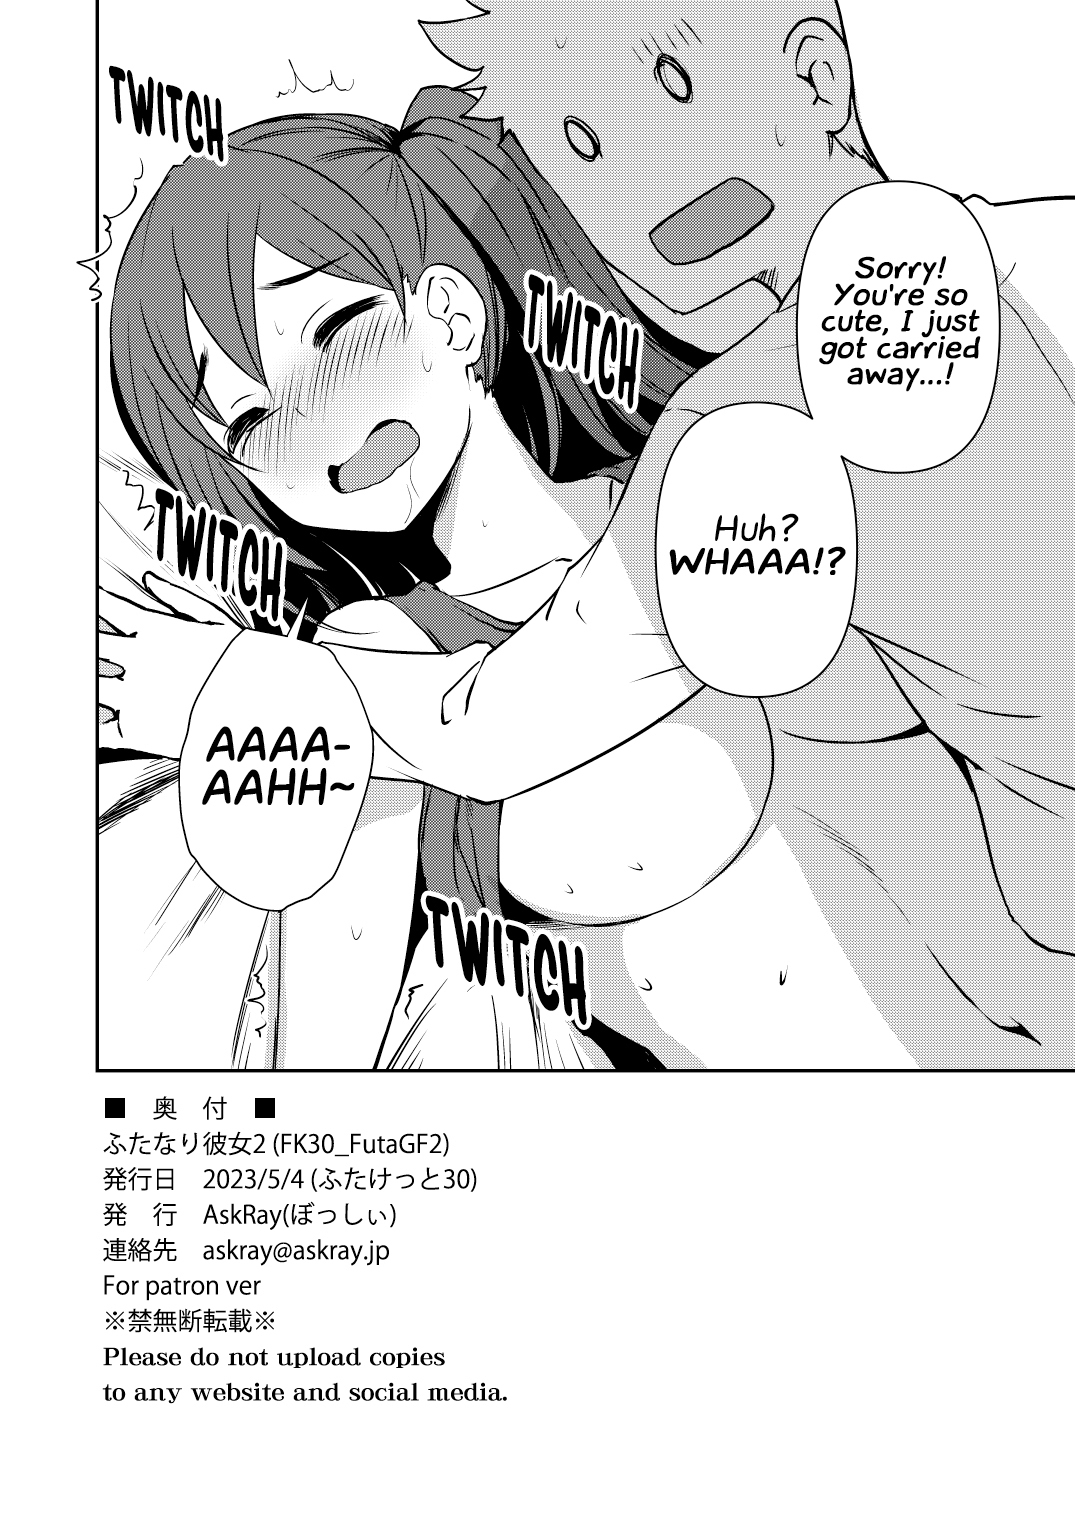 TWITCH
Sorry!
You're so
cute, I just
got carried
away...!
TWITCH
Huh?
WHAAA!?
TWITCH
AAAA-
AAHH~
TWITCH
■ 奥 付 ■
ふたなり彼女2 (FK30_FutaGF2)
発行日 2023/5/4 (ふたけっと30)
発 行 AskRay(ぼっしぃ)
連絡先 askray@askray.jp
For patron ver
※禁無断転載※
Please do not upload copies
to any website and social media.